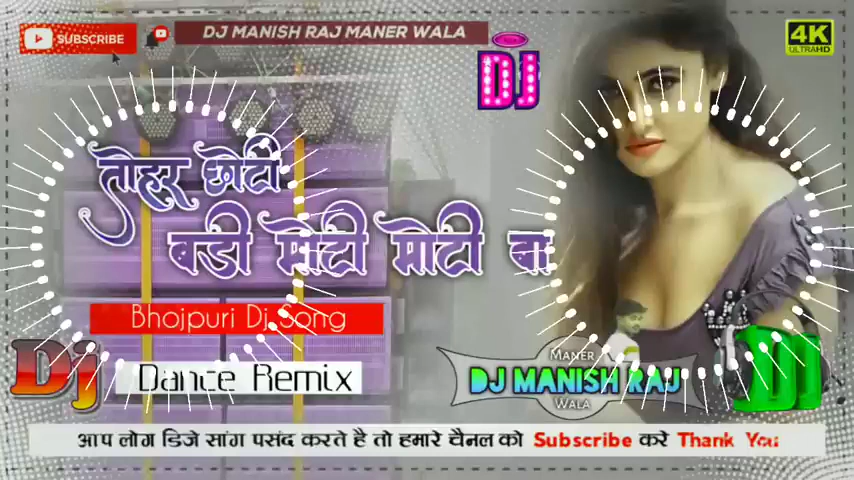 SUBSCRIBE
DJ MANISH RAJ MANER WALA
4K
ULTRAHD
DJ
तोहर छोटी
बडी मोटी मोटी बा
Bhojpuri Dj Song
Dj
Dance Remix
MANER
DJ MANISH RAJ
WALA
DJ
आप लोग डिजे सांग पसंद करते है तो हमारे चैनल को Subscribe करे Thank You